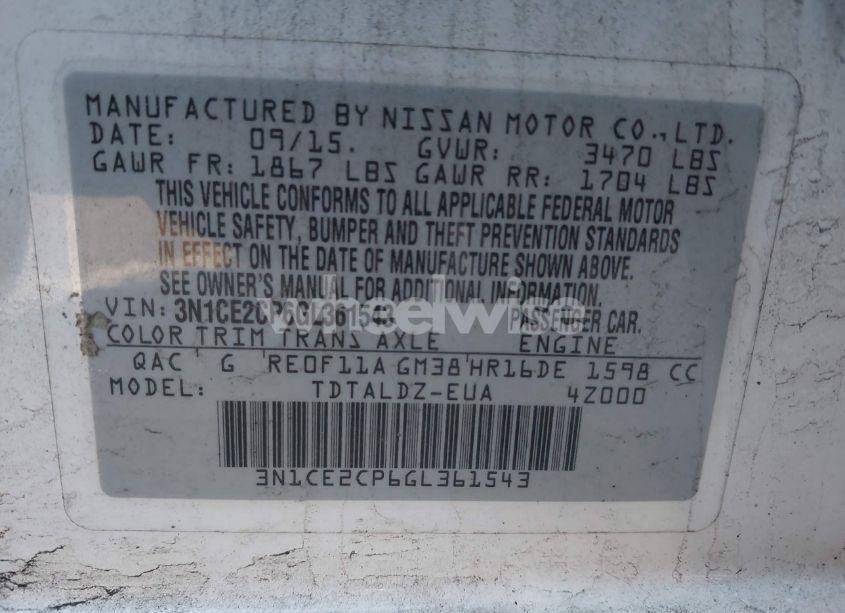 MANUFACTURED BY NISSAN MOTOR CO.,LTD.
DATE: 09/15. GVWR: 3470 LBS
GAWR FR: 1867 LBS GAWR RR: 1704 LBS
THIS VEHICLE CONFORMS TO ALL APPLICABLE FEDERAL MOTOR
VEHICLE SAFETY, BUMPER AND THEFT PREVENTION STANDARDS
IN EFFECT ON THE DATE OF MANUFACTURE SHOWN ABOVE.
SEE OWNER'S MANUAL FOR ADDITIONAL INFORMATION
wheelwise
VIN: 3N1CE2CP6GL361543 PASSENGER CAR.
COLOR TRIM TRANS AXLE ENGINE
QAC G RE0F11A GM38 HR16DE 1598 CC
MODEL: TDTALDZ-EUA 4Z000
3N1CE2CP6GL361543